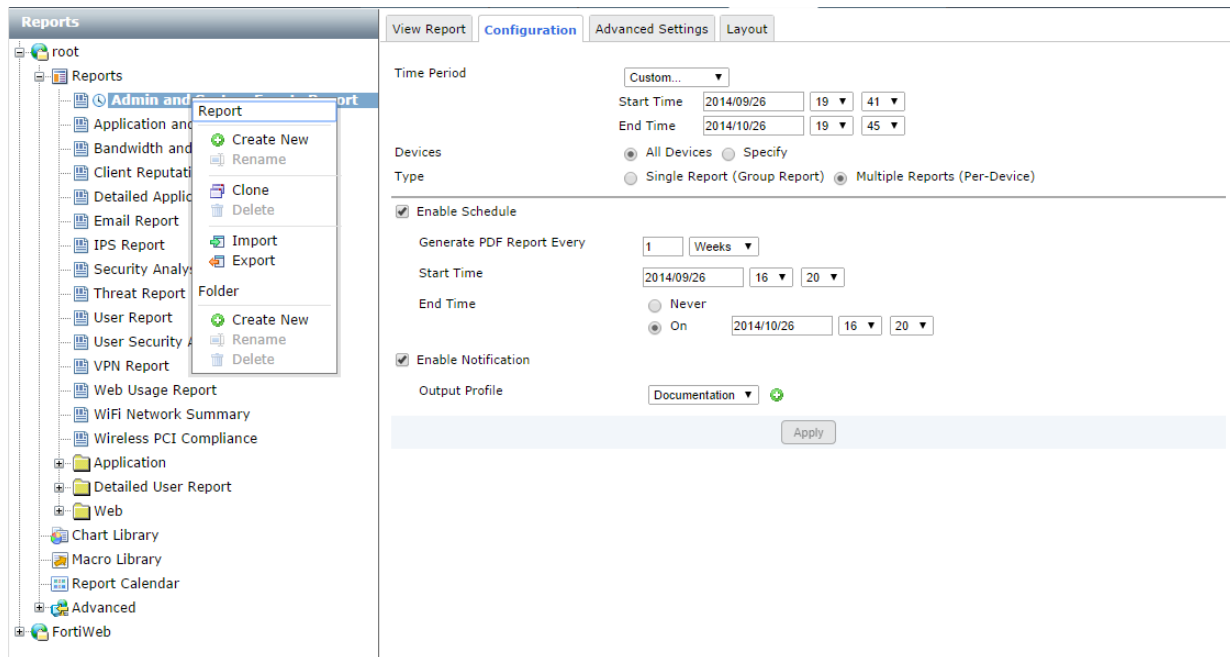 Reports
root
Reports
Admin and
ort
Application and
Bandwidth and
Client Reputati
Detailed Applic
Email Report
IPS Report
Security Analys
Threat Report
User Report
User Security A
VPN Report
Web Usage Report
WiFi Network Summary
Wireless PCI Compliance
Application
Detailed User Report
Web
Chart Library
Macro Library
Report Calendar
Advanced
FortiWeb
Report
Create New
Rename
Clone
Delete
Import
Export
Folder
Create New
Rename
Delete
View Report Configuration Advanced Settings Layout
Time Period Custom...
Start Time 2014/09/26 19 41
End Time 2014/10/26 19 45
Devices All Devices Specify
Type Single Report (Group Report) Multiple Reports (Per-Device)
Enable Schedule
Generate PDF Report Every 1 Weeks
Start Time 2014/09/26 16 20
End Time Never
On 2014/10/26 16 20
Enable Notification
Output Profile Documentation
Apply